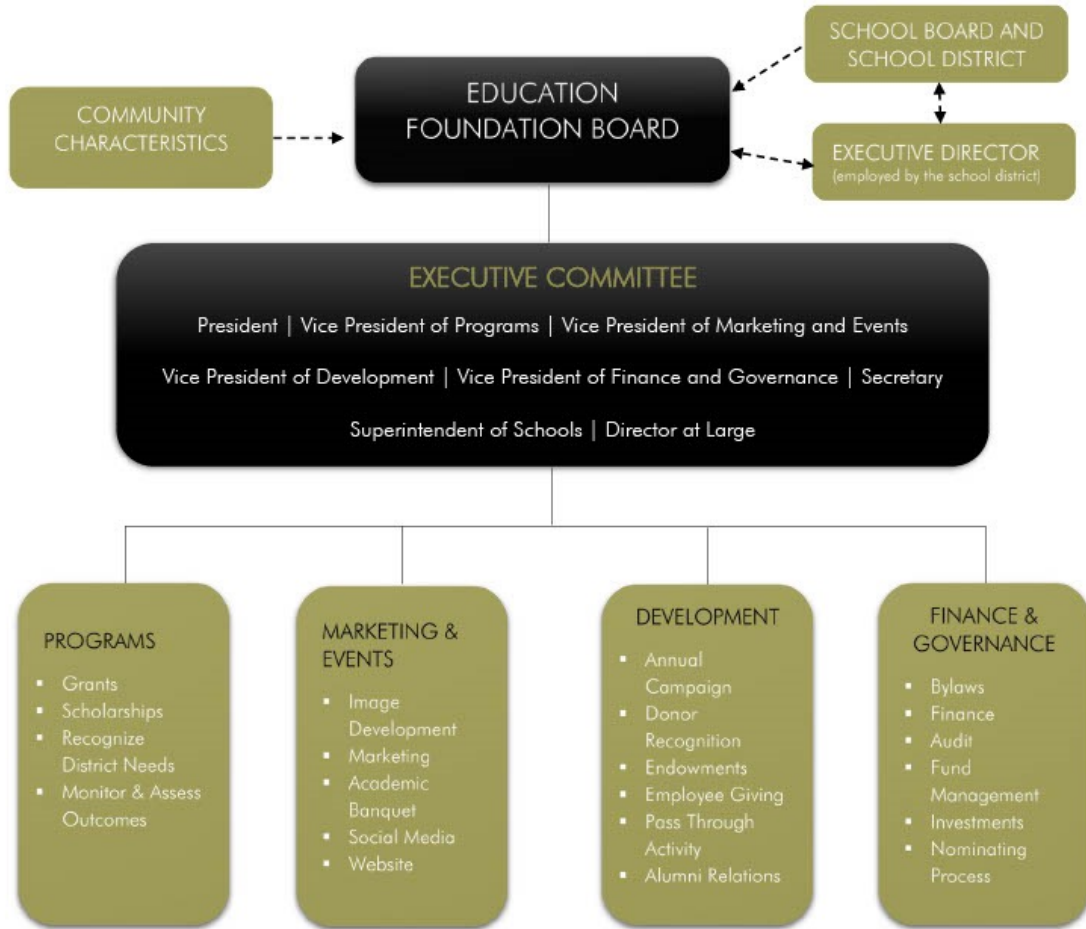 SCHOOL BOARD AND
SCHOOL DISTRICT
EDUCATION
FOUNDATION BOARD
COMMUNITY
CHARACTERISTICS
EXECUTIVE DIRECTOR
(employed by the school district)
EXECUTIVE COMMITTEE
President | Vice President of Programs | Vice President of Marketing and Events
Vice President of Development | Vice President of Finance and Governance | Secretary
Superintendent of Schools | Director at Large
PROGRAMS
▪ Grants
▪ Scholarships
▪ Recognize
District Needs
▪ Monitor & Assess
Outcomes
MARKETING &
EVENTS
▪ Image
Development
▪ Marketing
▪ Academic
Banquet
▪ Social Media
▪ Website
DEVELOPMENT
▪ Annual
Campaign
▪ Donor
Recognition
▪ Endowments
▪ Employee Giving
▪ Pass Through
Activity
▪ Alumni Relations
FINANCE &
GOVERNANCE
▪ Bylaws
▪ Finance
▪ Audit
▪ Fund
Management
▪ Investments
▪ Nominating
Process